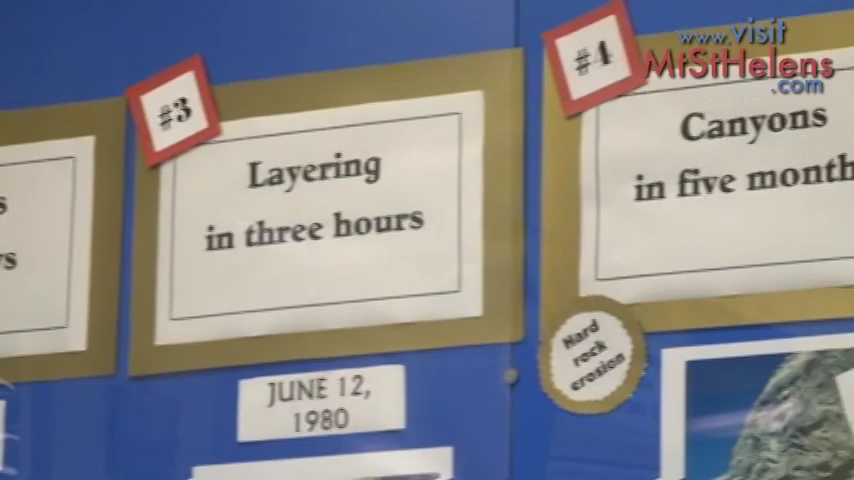 www.visit
MtStHelens
.com
#3
Layering
in three hours
JUNE 12,
1980
#4
Canyons
in five month
Hard
rock
erosion